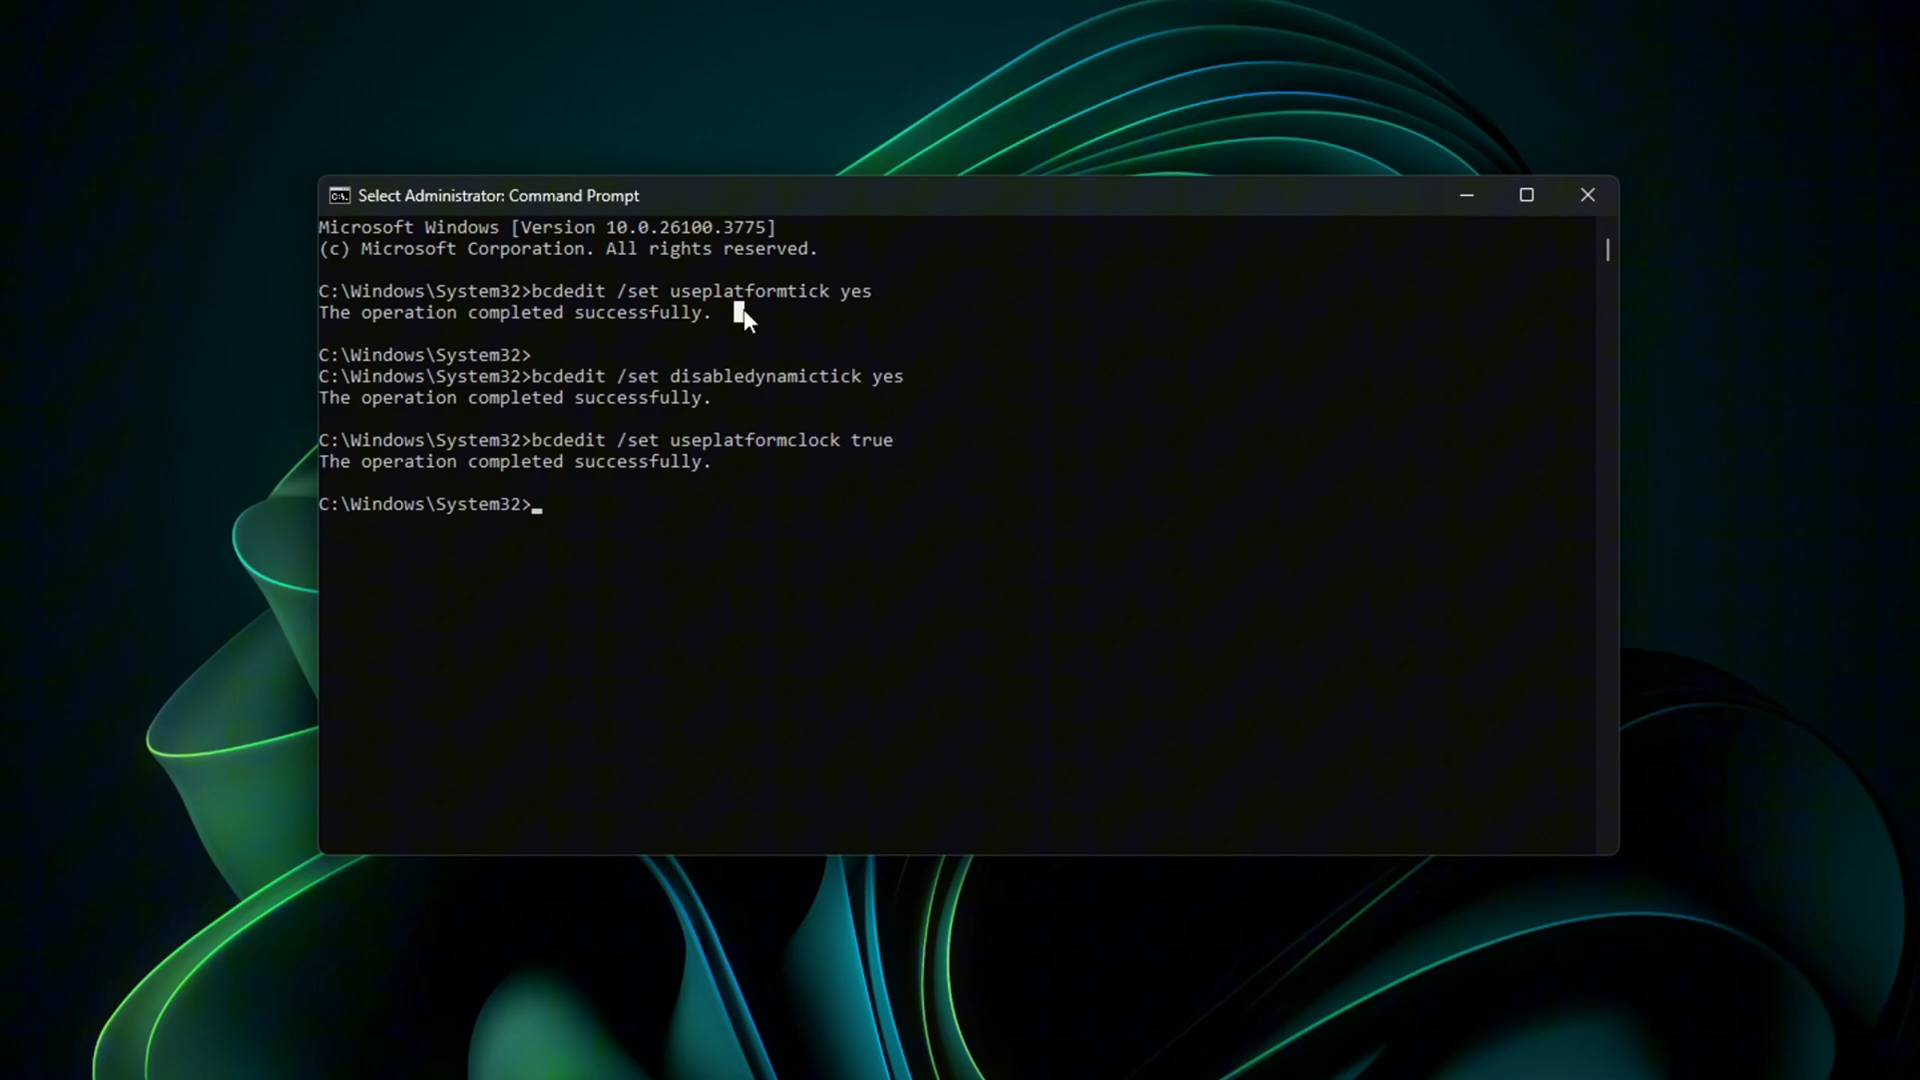 Select Administrator: Command Prompt
Microsoft Windows [Version 10.0.26100.3775]
(c) Microsoft Corporation. All rights reserved.
C:\Windows\System32>bcdedit /set useplatformtick yes
The operation completed successfully.
C:\Windows\System32>
C:\Windows\System32>bcdedit /set disabledynamictick yes
The operation completed successfully.
C:\Windows\System32>bcdedit /set useplatformclock true
The operation completed successfully.
C:\Windows\System32>